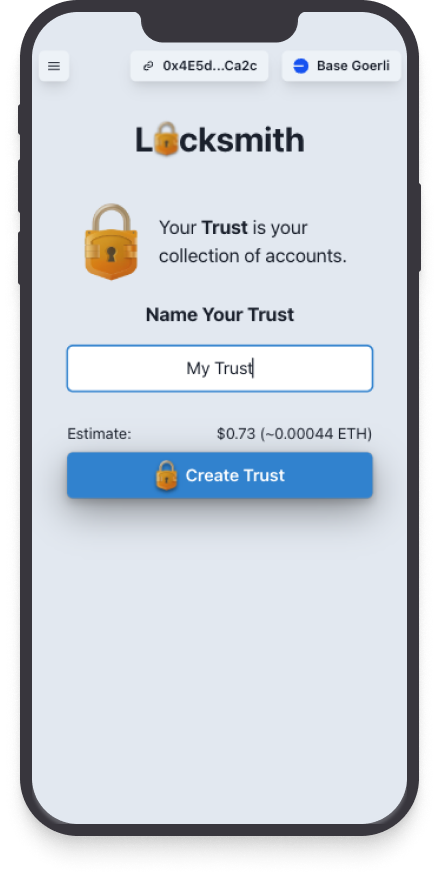 0x4E5d...Ca2c
Base Goerli
Locksmith
Your Trust is your
collection of accounts.
Name Your Trust
My Trust
Estimate: $0.73 (~0.00044 ETH)
Create Trust